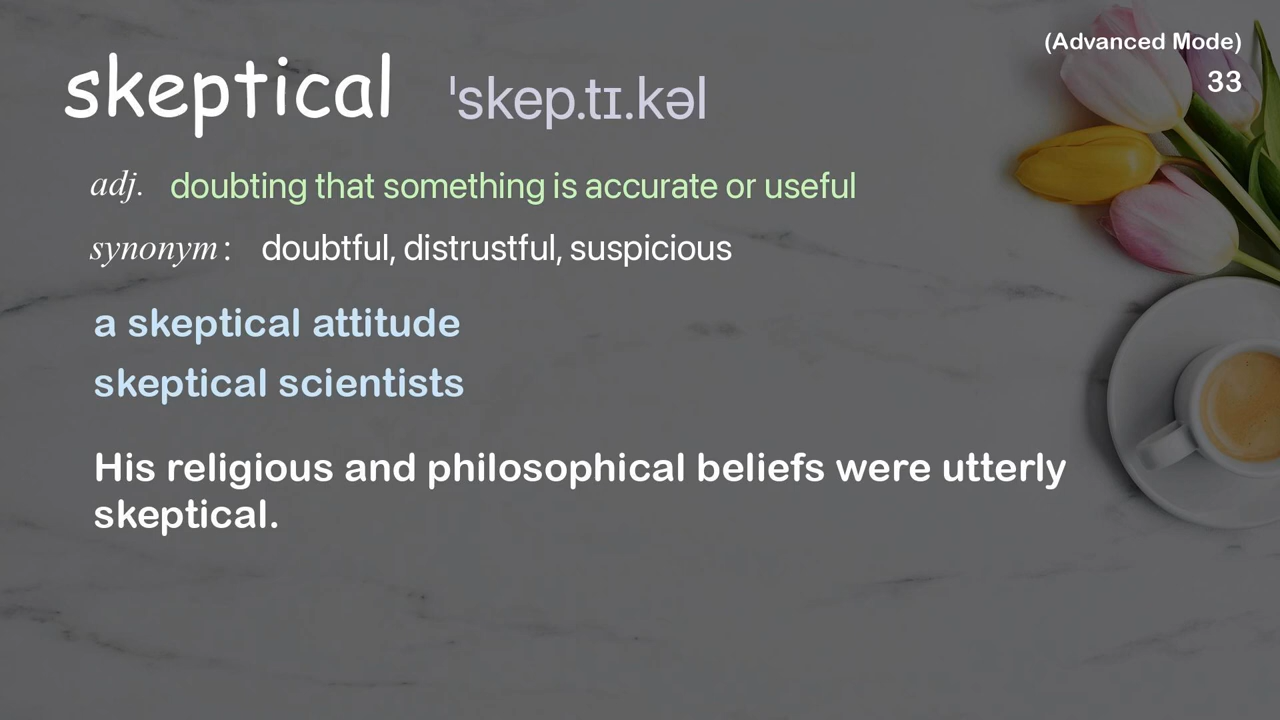 (Advanced Mode)
33
skeptical ˈskep.tɪ.kəl
adj. doubting that something is accurate or useful
synonym: doubtful, distrustful, suspicious
a skeptical attitude
skeptical scientists
His religious and philosophical beliefs were utterly
skeptical.